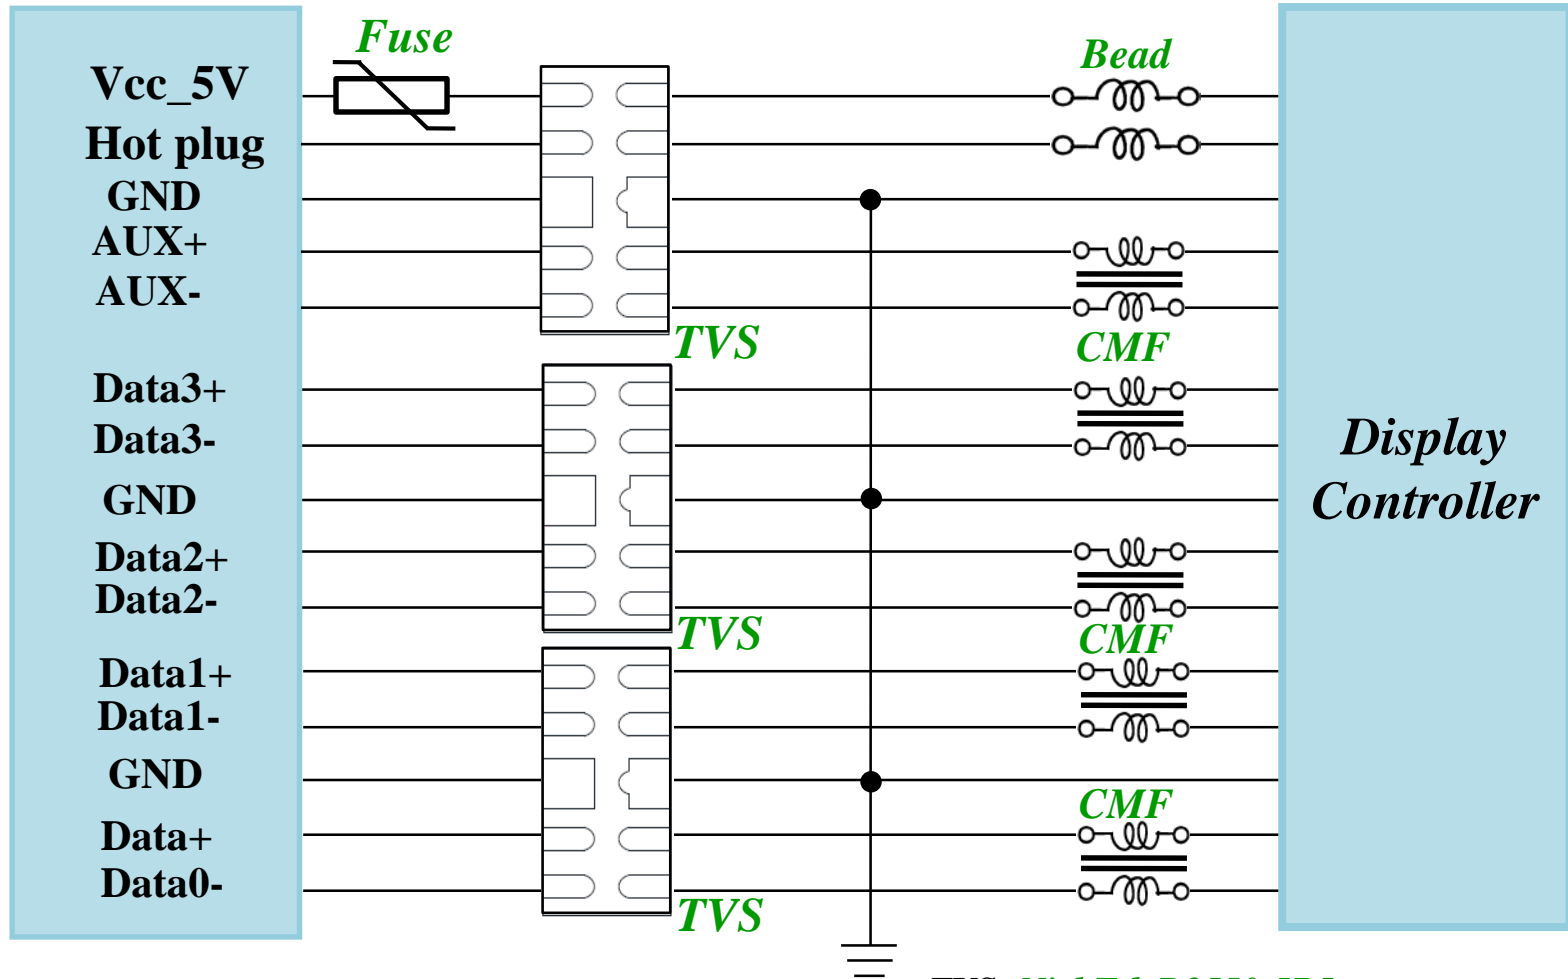 Fuse
Bead
Vcc_5V
Hot plug
GND
AUX+
AUX-
TVS
CMF
Data3+
Data3-
GND
Data2+
Data2-
TVS
CMF
Display
Controller
Data1+
Data1-
GND
CMF
Data+
Data0-
TVS